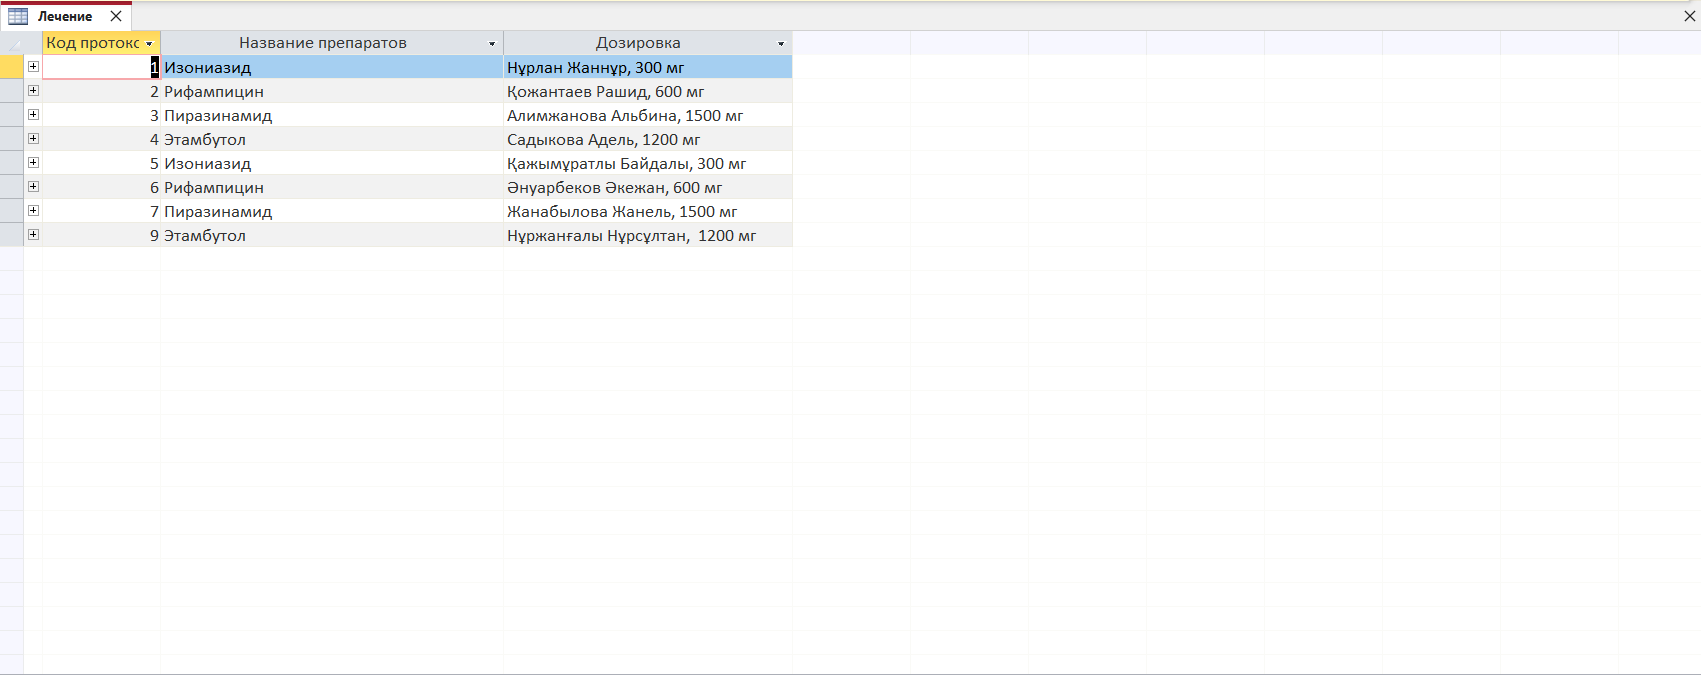 Лечение
Код протокс Название препаратов Дозировка
1 Изониазид Нұрлан Жаннұр, 300 мг
2 Рифампицин Қожантаев Рашид, 600 мг
3 Пиразинамид Алимжанова Альбина, 1500 мг
4 Этамбутол Садыкова Адель, 1200 мг
5 Изониазид Қажымұратлы Байдалы, 300 мг
6 Рифампицин Әнуарбеков Әкежан, 600 мг
7 Пиразинамид Жанабылова Жанель, 1500 мг
9 Этамбутол Нұржанғалы Нұрсұлтан,  1200 мг